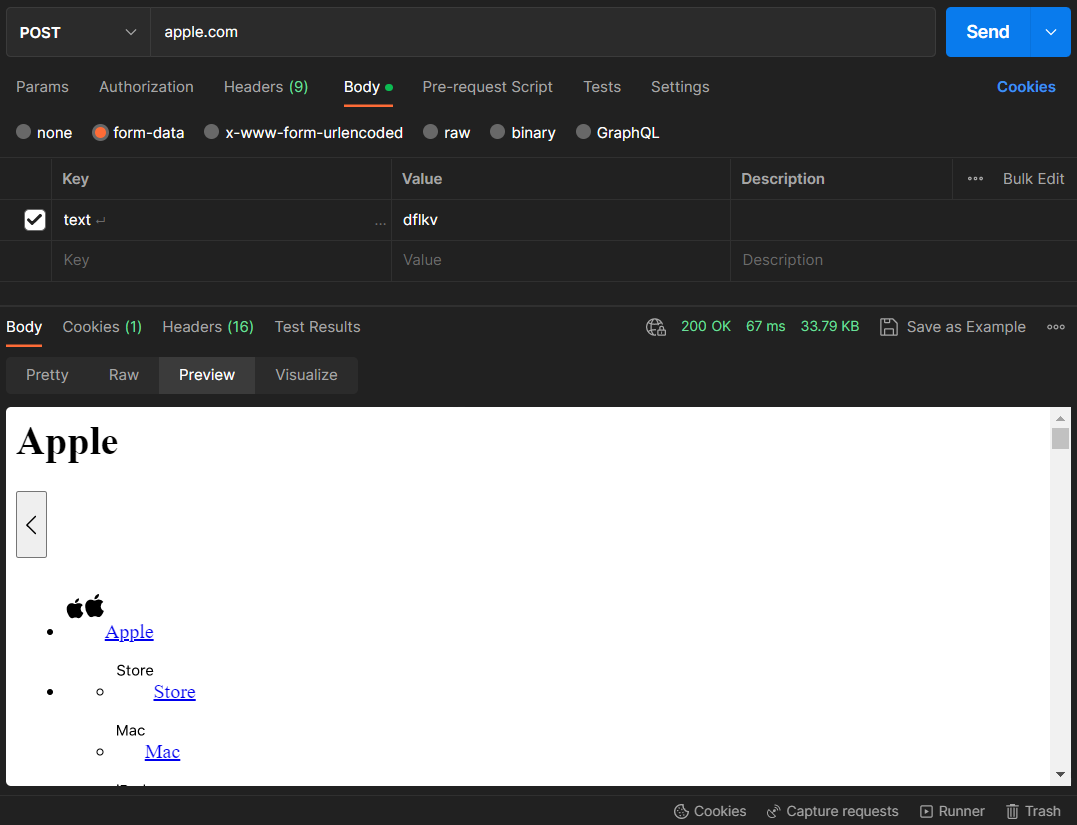 POST apple.com Send
Params Authorization Headers (9) Body Pre-request Script Tests Settings Cookies
none form-data x-www-form-urlencoded raw binary GraphQL
Key Value Description Bulk Edit
text ... dflkv
Key Value Description
Body Cookies (1) Headers (16) Test Results 200 OK 67 ms 33.79 KB Save as Example
Pretty Raw Preview Visualize
Apple
Apple
Store
Store
Mac
Mac
Cookies Capture requests Runner Trash